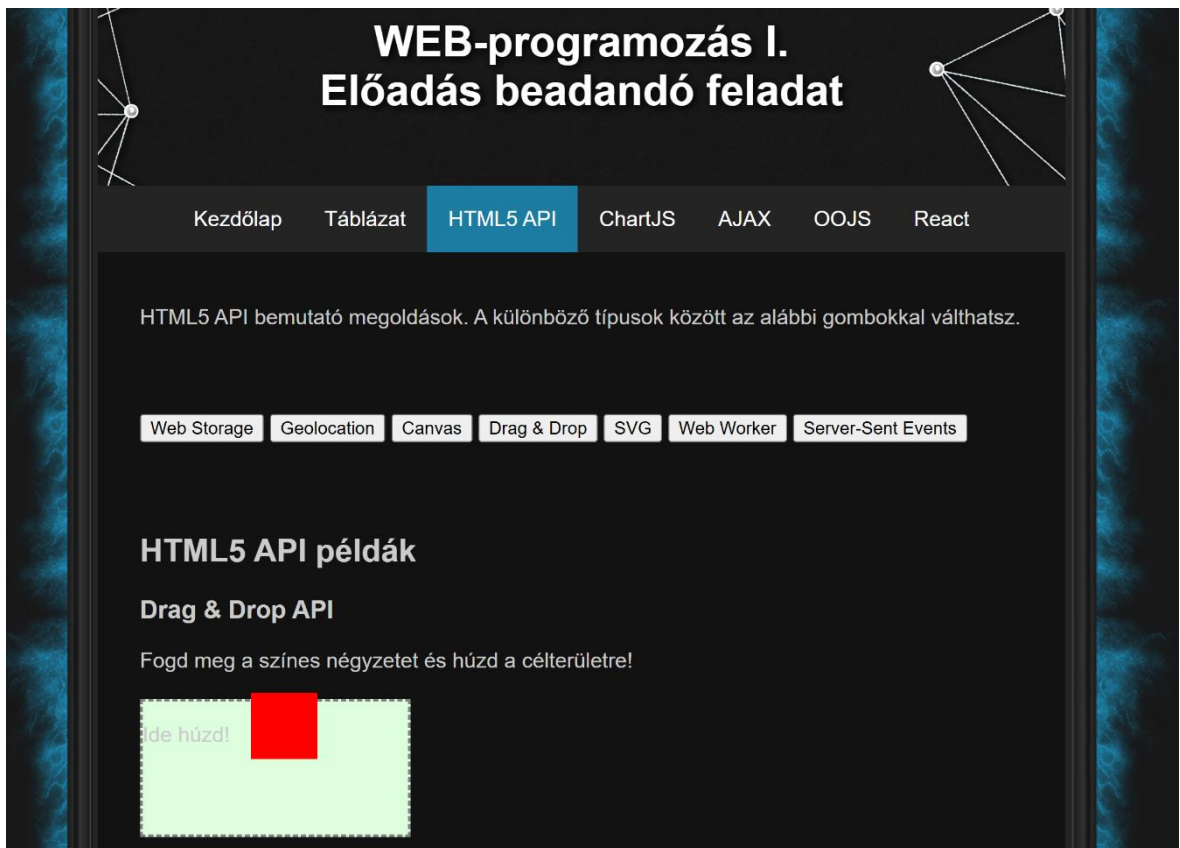 WEB-programozás I.
Előadás beadandó feladat
Kezdőlap Táblázat HTML5 API ChartJS AJAX OOJS React
HTML5 API bemutató megoldások. A különböző típusok között az alábbi gombokkal válthatsz.
Web Storage Geolocation Canvas Drag & Drop SVG Web Worker Server-Sent Events
HTML5 API példák
Drag & Drop API
Fogd meg a színes négyzetet és húzd a célterületre!
Ide húzd!